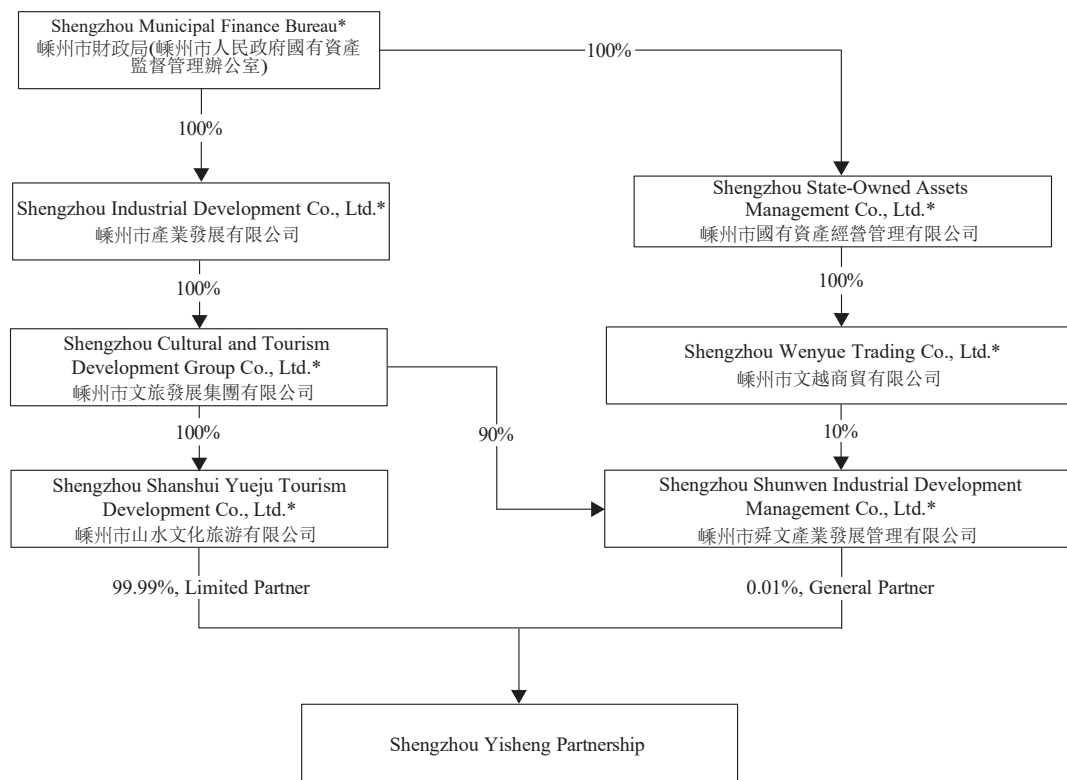 Shengzhou Municipal Finance Bureau*
嵊州市財政局(嵊州市人民政府國有資產
監督管理辦公室)
100%
100%
Shengzhou Industrial Development Co., Ltd.*
嵊州市產業發展有限公司
Shengzhou State-Owned Assets
Management Co., Ltd.*
嵊州市國有資產經營管理有限公司
100%
100%
Shengzhou Cultural and Tourism
Development Group Co., Ltd.*
嵊州市文旅發展集團有限公司
Shengzhou Wenyue Trading Co., Ltd.*
嵊州市文越商貿有限公司
100%
90%
10%
Shengzhou Shanshui Yueju Tourism
Development Co., Ltd.*
嵊州市山水文化旅游有限公司
Shengzhou Shunwen Industrial Development
Management Co., Ltd.*
嵊州市舜文產業發展管理有限公司
99.99%, Limited Partner
0.01%, General Partner
Shengzhou Yisheng Partnership